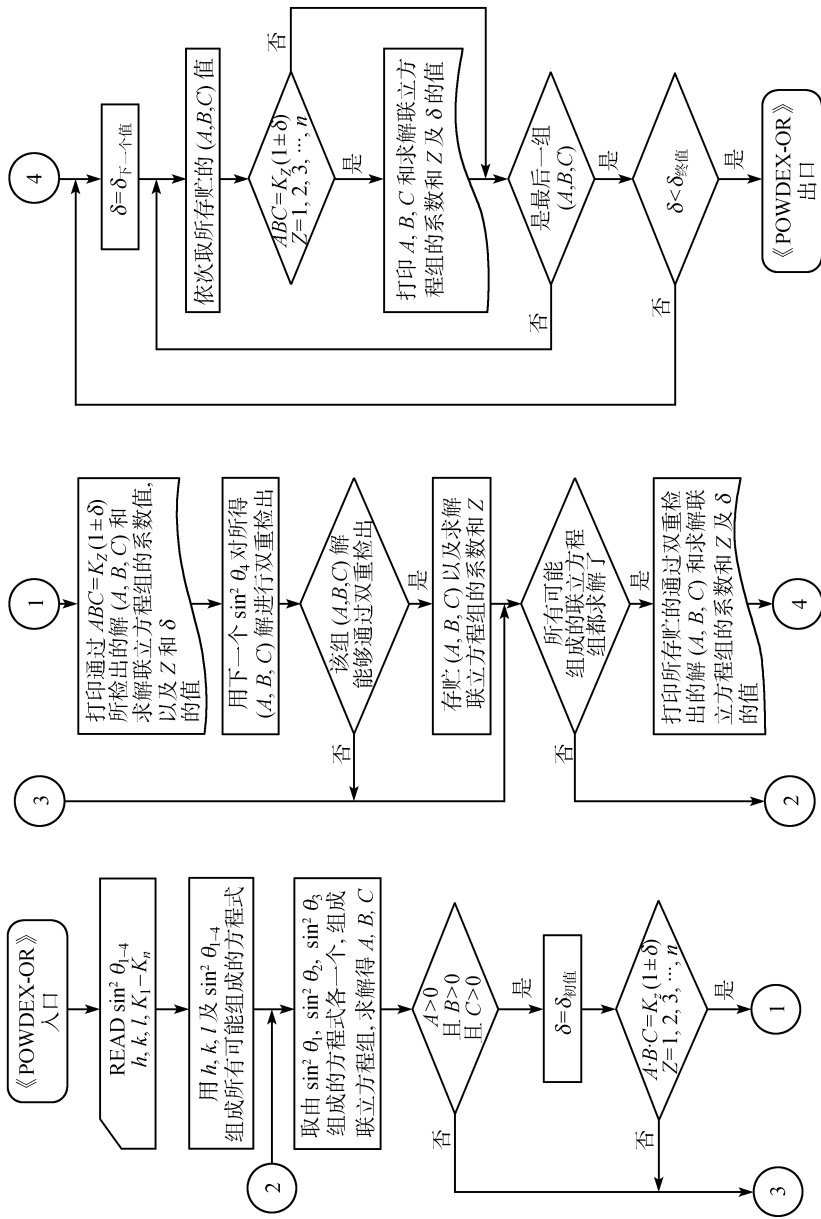 《POWDEX-OR》
入口
READ sin² θ₁₋₄
h, k, l, K₁−Kₙ
用 h, k, l 及 sin² θ₁₋₄
组成所有可能组成的方程式
2
取由 sin² θ₁, sin² θ₂, sin² θ₃
组成的方程式各一个, 组成
联立方程组, 求解得 A, B, C
A>0
且 B>0
且 C>0
否
是
δ=δ初值
A·B·C=K_z(1±δ)
Z=1, 2, 3, ⋯, n
否
是
3
1
3
1
打印通过 ABC=K_Z(1±δ)
所检出的解 (A, B, C) 和
求解联立方程组的系数值,
以及 Z 和 δ
的值
用下一个 sin² θ₄ 对所得
(A, B, C) 解进行双重检出
该组 (A,B,C) 解
能够通过双重检出
否
是
存贮 (A, B, C) 以及求解
联立方程组的系数和 Z
所有可能
组成的联立方程
组都求解了
否
是
打印所存贮的通过双重检
出的解 (A, B, C) 和求解联
立方程组的系数和 Z 及 δ
的值
2
4
4
δ=δ下一个值
依次取所存贮的 (A,B,C) 值
ABC=K_Z(1±δ)
Z=1, 2, 3, ⋯, n
否
是
打印 A, B, C 和求解联立方
程组的系数和 Z 及 δ 的值
是最后一组
(A,B,C)
否
是
δ<δ终值
否
是
《POWDEX-OR》
出口